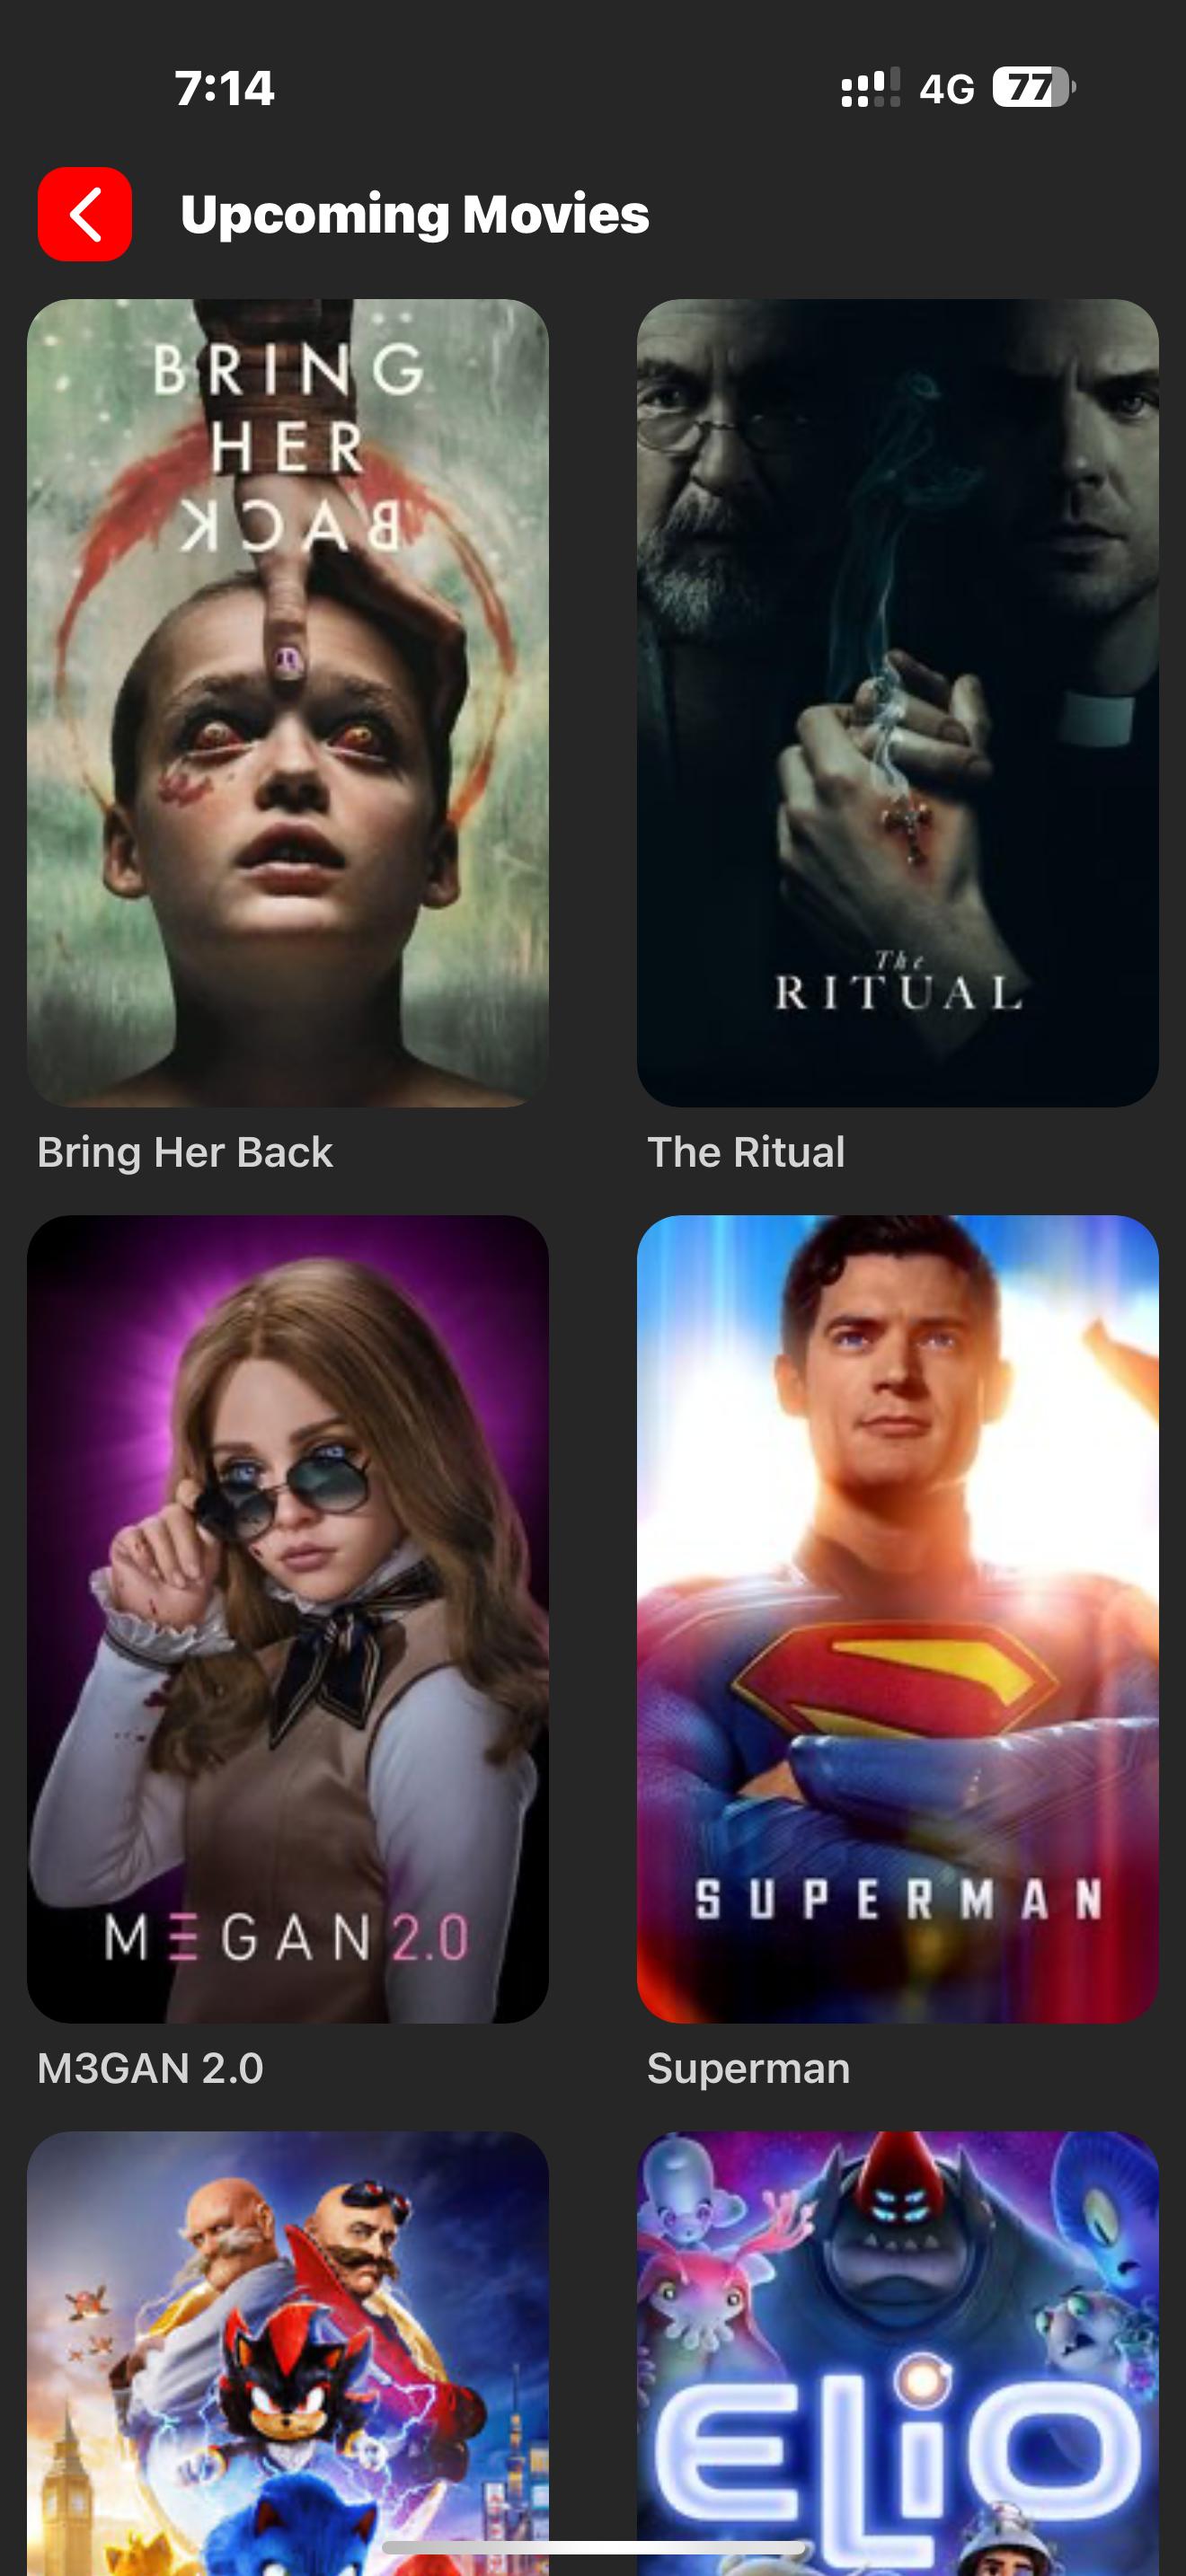 7:14
4G
77
Upcoming Movies
BRING
HER
BACK
The
RITUAL
Bring Her Back
The Ritual
MΞGAN 2.0
SUPERMAN
M3GAN 2.0
Superman
ELiO